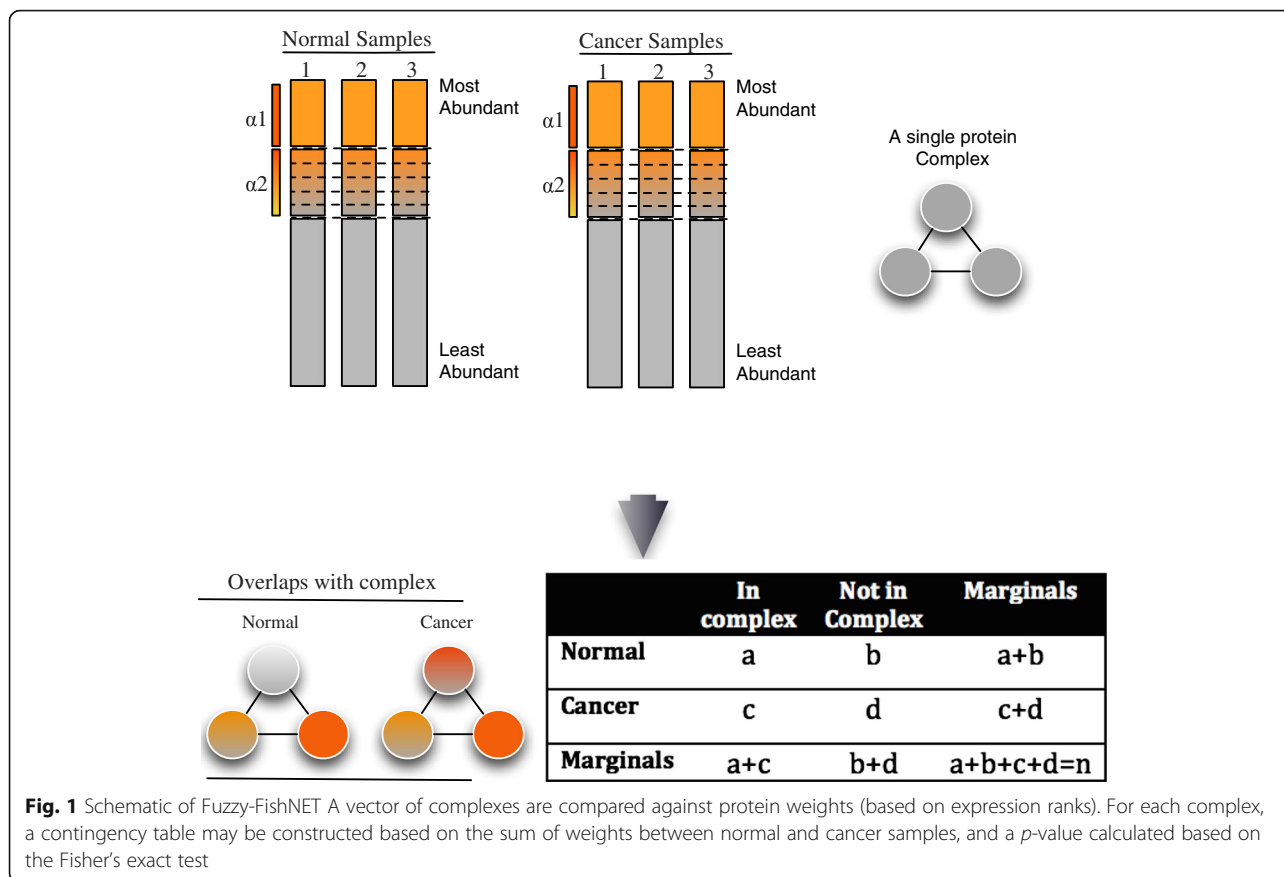 Normal Samples
1 2 3
Most
Abundant
α1
α2
Least
Abundant
Cancer Samples
1 2 3
Most
Abundant
α1
α2
Least
Abundant
A single protein
Complex
Overlaps with complex
Normal Cancer
In complex Not in Complex Marginals
Normal a b a+b
Cancer c d c+d
Marginals a+c b+d a+b+c+d=n
Fig. 1 Schematic of Fuzzy-FishNET A vector of complexes are compared against protein weights (based on expression ranks). For each complex,
a contingency table may be constructed based on the sum of weights between normal and cancer samples, and a p-value calculated based on
the Fisher's exact test